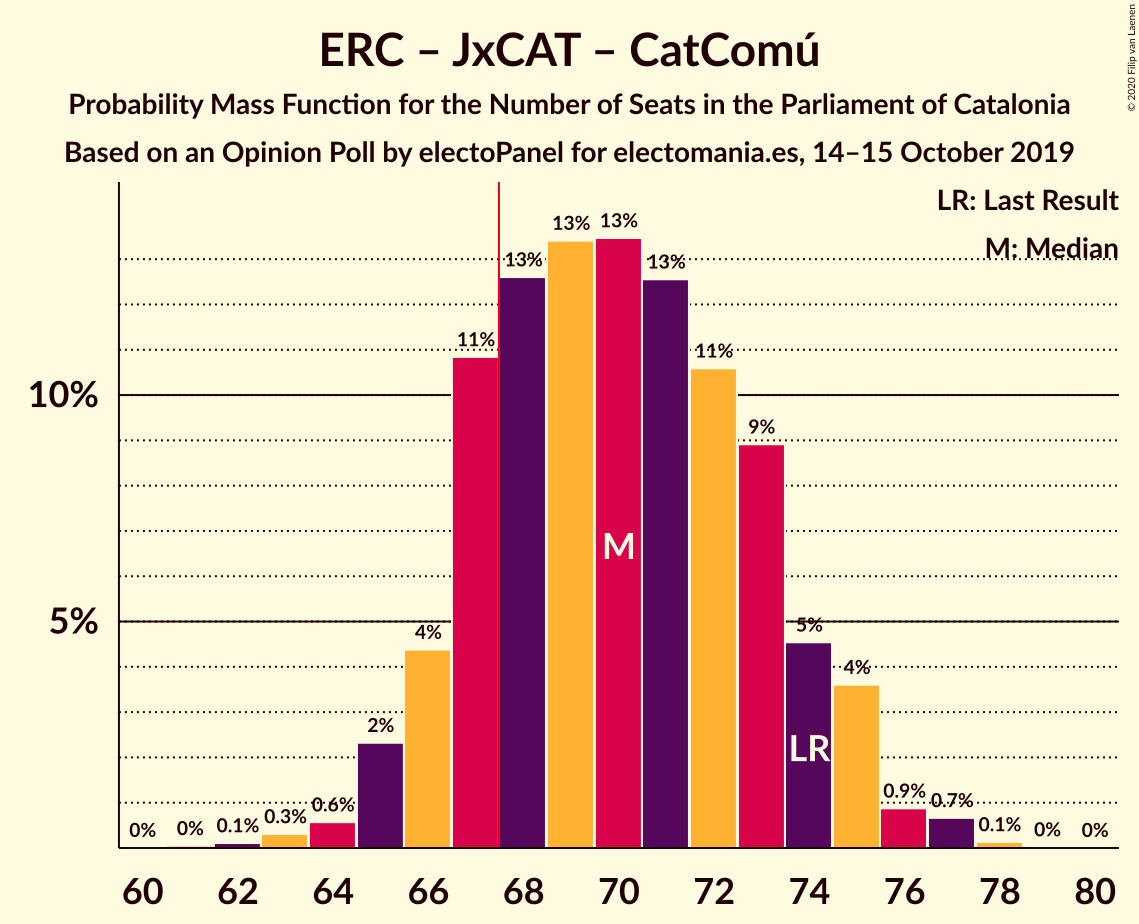 ERC – JxCAT – CatComú
Probability Mass Function for the Number of Seats in the Parliament of Catalonia
Based on an Opinion Poll by electoPanel for electomania.es, 14–15 October 2019
© 2020 Filip van Laenen
LR: Last Result
M: Median
10%
5%
0%
0%
0.1%
0.3%
0.6%
2%
4%
11%
13%
13%
13%
13%
11%
9%
5%
4%
0.9%
0.7%
0.1%
0%
0%
M
LR
60 62 64 66 68 70 72 74 76 78 80